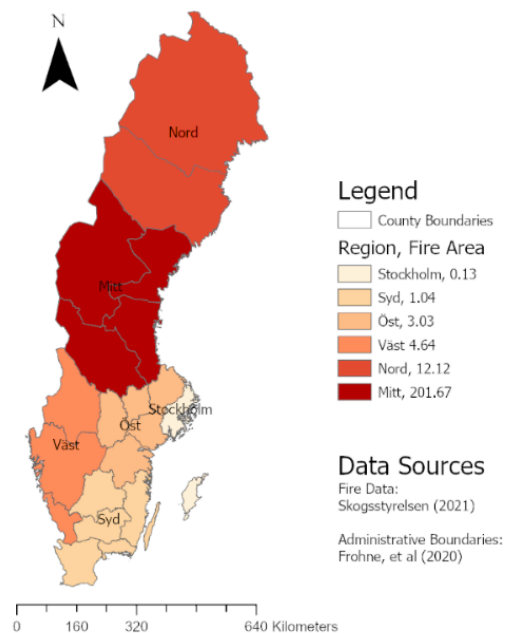 N
Nord
Mitt
Stockholm
Öst
Väst
Syd
Legend
County Boundaries
Region, Fire Area
Stockholm, 0.13
Syd, 1.04
Öst, 3.03
Väst 4.64
Nord, 12.12
Mitt, 201.67
Data Sources
Fire Data:
Skogsstyrelsen (2021)
Administrative Boundaries:
Frohne, et al (2020)
0 160 320 640 Kilometers